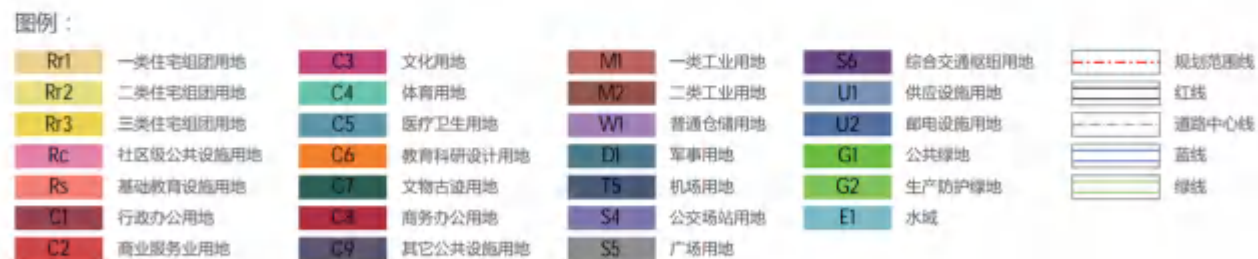 图例：
Rr1 一类住宅组团用地 C3 文化用地 M1 一类工业用地 S6 综合交通枢纽用地 规划范围线
Rr2 二类住宅组团用地 C4 体育用地 M2 二类工业用地 U1 供应设施用地 红线
Rr3 三类住宅组团用地 C5 医疗卫生用地 W1 普通仓储用地 U2 邮电设施用地 道路中心线
Rc 社区级公共设施用地 C6 教育科研设计用地 D1 军事用地 G1 公共绿地 蓝线
Rs 基础教育设施用地 C7 文物古迹用地 T5 机场用地 G2 生产防护绿地 绿线
C1 行政办公用地 C8 商务办公用地 S4 公交场站用地 E1 水域
C2 商业服务业用地 C9 其它公共设施用地 S5 广场用地